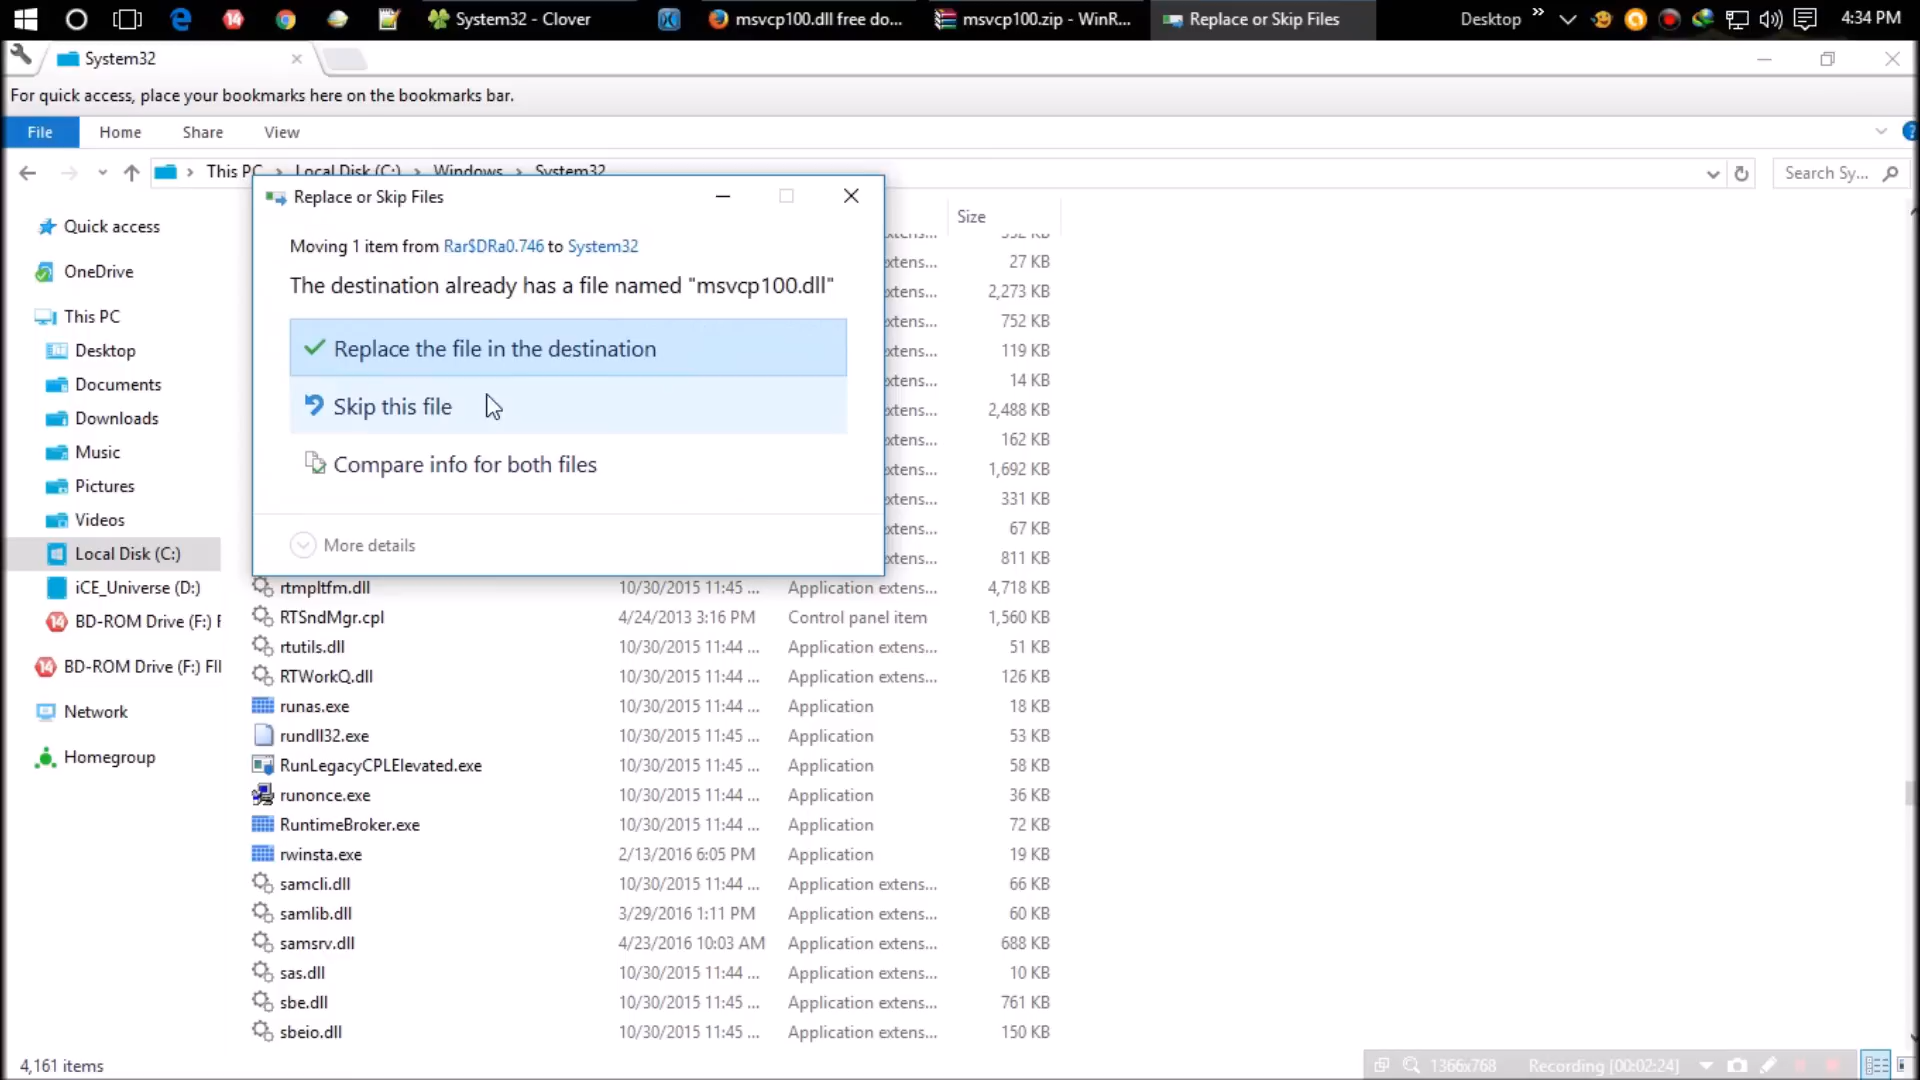 System32 - Clover
msvcp100.dll free do...
msvcp100.zip - WinR...
Replace or Skip Files
Desktop
4:34 PM
System32
For quick access, place your bookmarks here on the bookmarks bar.
File Home Share View
This PC Local Disk (C:) Windows System32
Search Sy...
Replace or Skip Files
Moving 1 item from Rar$DRa0.746 to System32
The destination already has a file named "msvcp100.dll"
Replace the file in the destination
Skip this file
Compare info for both files
More details
Quick access
OneDrive
This PC
Desktop
Documents
Downloads
Music
Pictures
Videos
Local Disk (C:)
iCE_Universe (D:)
BD-ROM Drive (F:) F
BD-ROM Drive (F:) FII
Network
Homegroup
Size
27 KB
2,273 KB
752 KB
119 KB
14 KB
2,488 KB
162 KB
1,692 KB
331 KB
67 KB
811 KB
rtmpltfm.dll 10/30/2015 11:45 ... Application extens... 4,718 KB
RTSndMgr.cpl 4/24/2013 3:16 PM Control panel item 1,560 KB
rtutils.dll 10/30/2015 11:44 ... Application extens... 51 KB
RTWorkQ.dll 10/30/2015 11:44 ... Application extens... 126 KB
runas.exe 10/30/2015 11:44 ... Application 18 KB
rundll32.exe 10/30/2015 11:45 ... Application 53 KB
RunLegacyCPLElevated.exe 10/30/2015 11:45 ... Application 58 KB
runonce.exe 10/30/2015 11:44 ... Application 36 KB
RuntimeBroker.exe 10/30/2015 11:44 ... Application 72 KB
rwinsta.exe 2/13/2016 6:05 PM Application 19 KB
samcli.dll 10/30/2015 11:44 ... Application extens... 66 KB
samlib.dll 3/29/2016 1:11 PM Application extens... 60 KB
samsrv.dll 4/23/2016 10:03 AM Application extens... 688 KB
sas.dll 10/30/2015 11:44 ... Application extens... 10 KB
sbe.dll 10/30/2015 11:45 ... Application extens... 761 KB
sbeio.dll 10/30/2015 11:45 ... Application extens... 150 KB
4,161 items
1366x768 Recording [00:02:24]